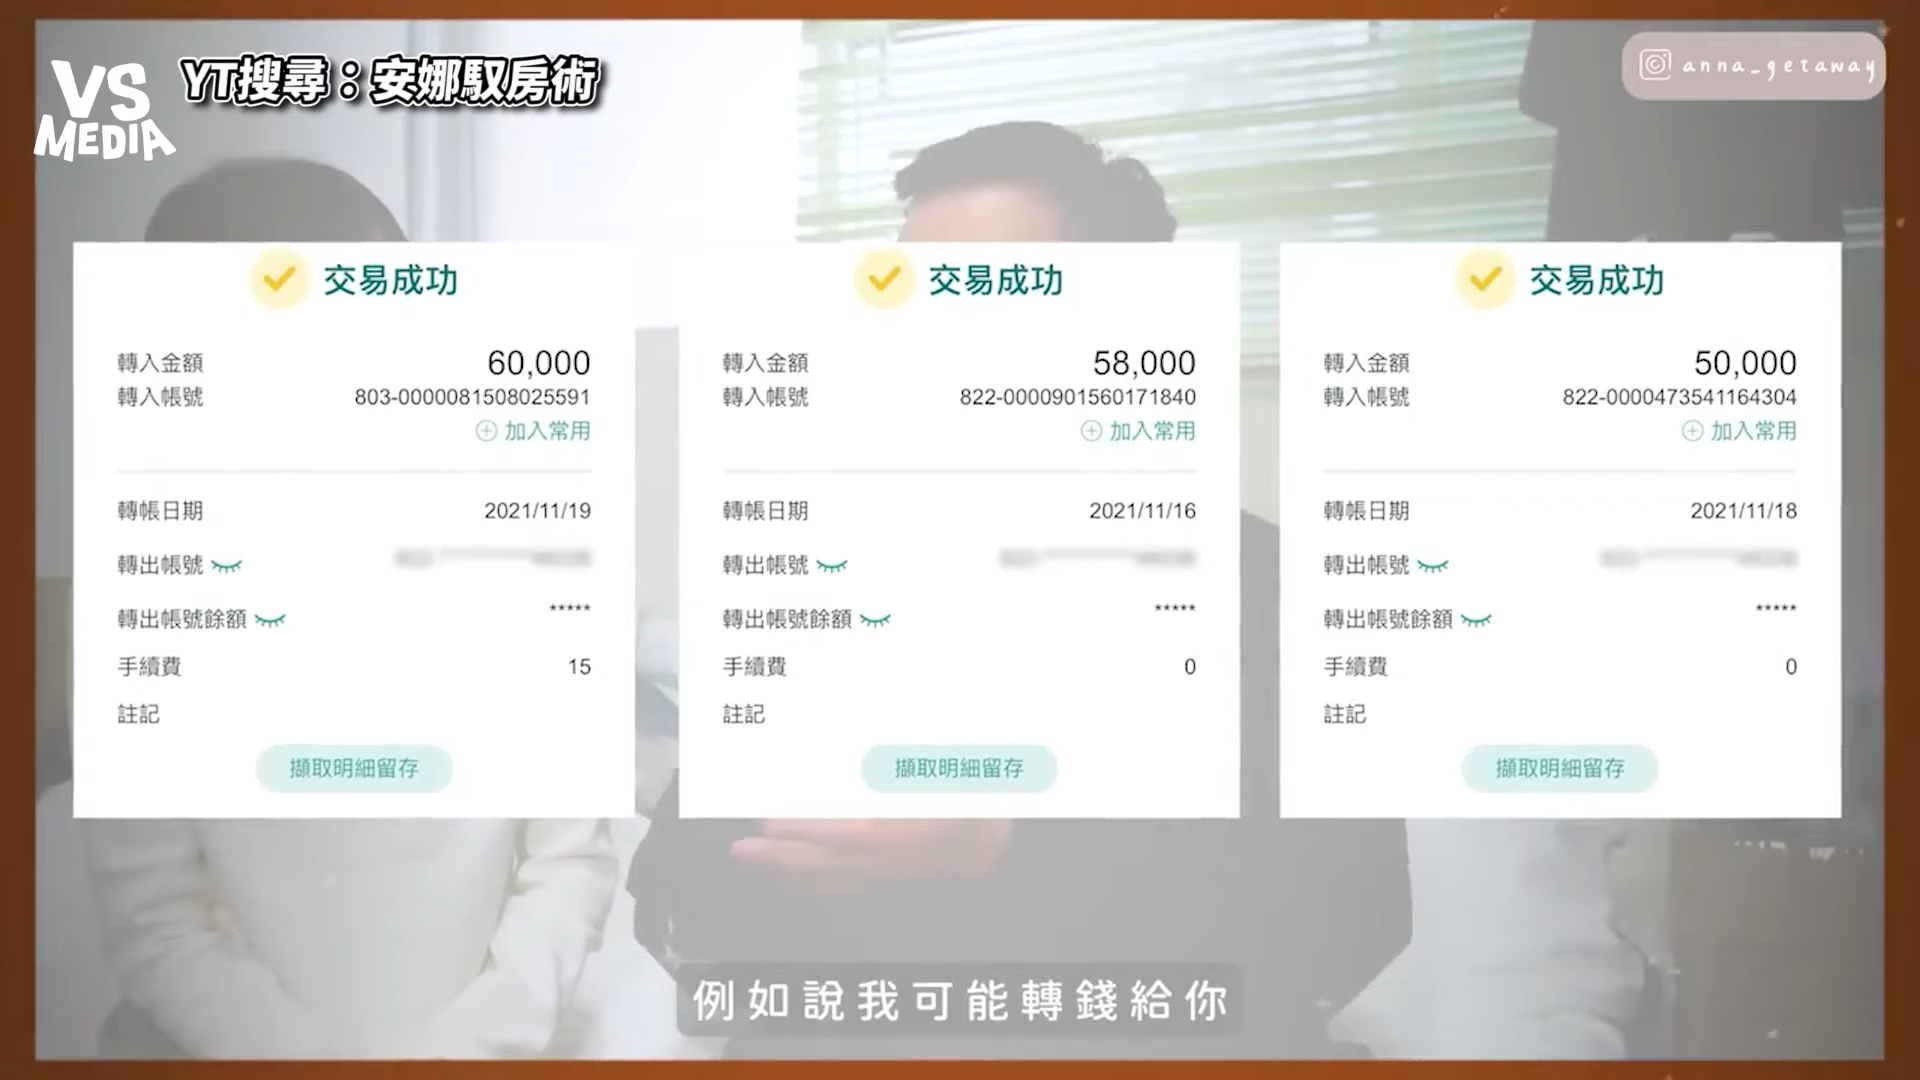 VS
MEDIA
YT搜尋：安娜馭房術
anna_getaway
交易成功
轉入金額 60,000
轉入帳號 803-0000081508025591
加入常用
轉帳日期 2021/11/19
轉出帳號
轉出帳號餘額 *****
手續費 15
註記
擷取明細留存
交易成功
轉入金額 58,000
轉入帳號 822-0000901560171840
加入常用
轉帳日期 2021/11/16
轉出帳號
轉出帳號餘額 *****
手續費 0
註記
擷取明細留存
交易成功
轉入金額 50,000
轉入帳號 822-0000473541164304
加入常用
轉帳日期 2021/11/18
轉出帳號
轉出帳號餘額 *****
手續費 0
註記
擷取明細留存
例如說我可能轉錢給你